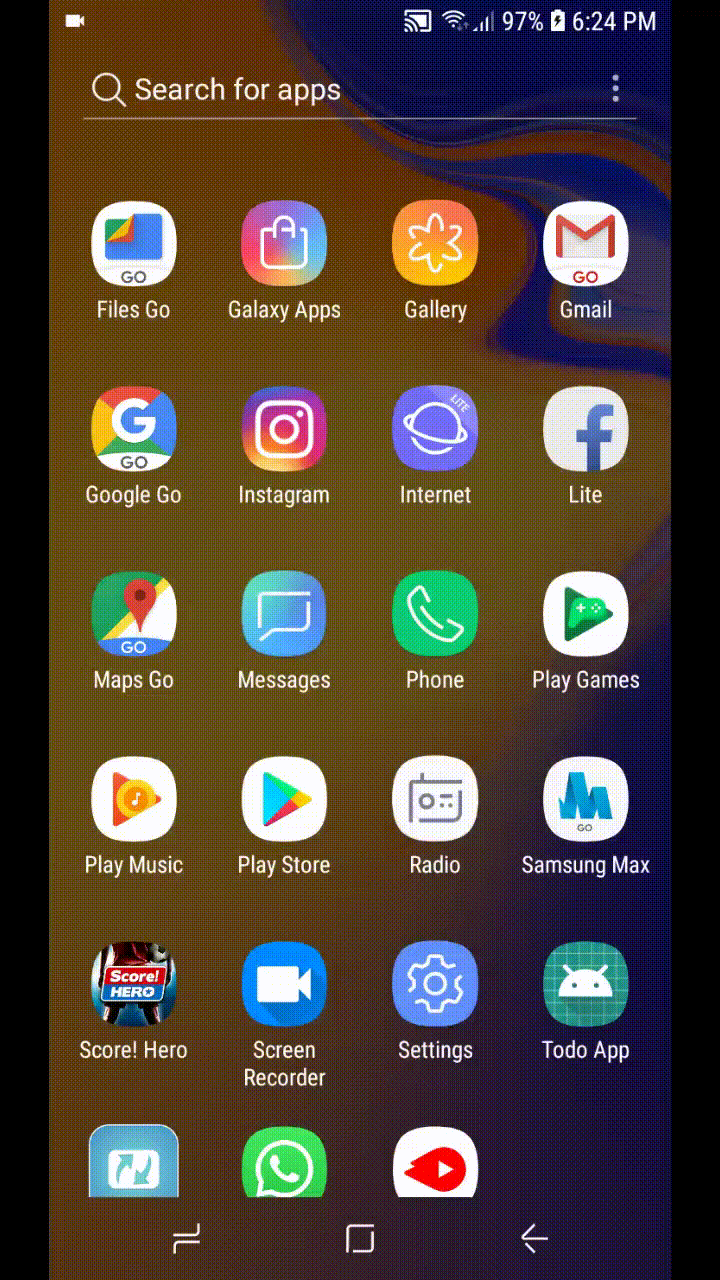 97% 6:24 PM
Search for apps
GO
GO
Files Go
Galaxy Apps
Gallery
Gmail
LITE
G
GO
Google Go
Instagram
Internet
Lite
GO
Maps Go
Messages
Phone
Play Games
GO
Play Music
Play Store
Radio
Samsung Max
Score!
HERO
Score! Hero
Screen
Recorder
Settings
Todo App